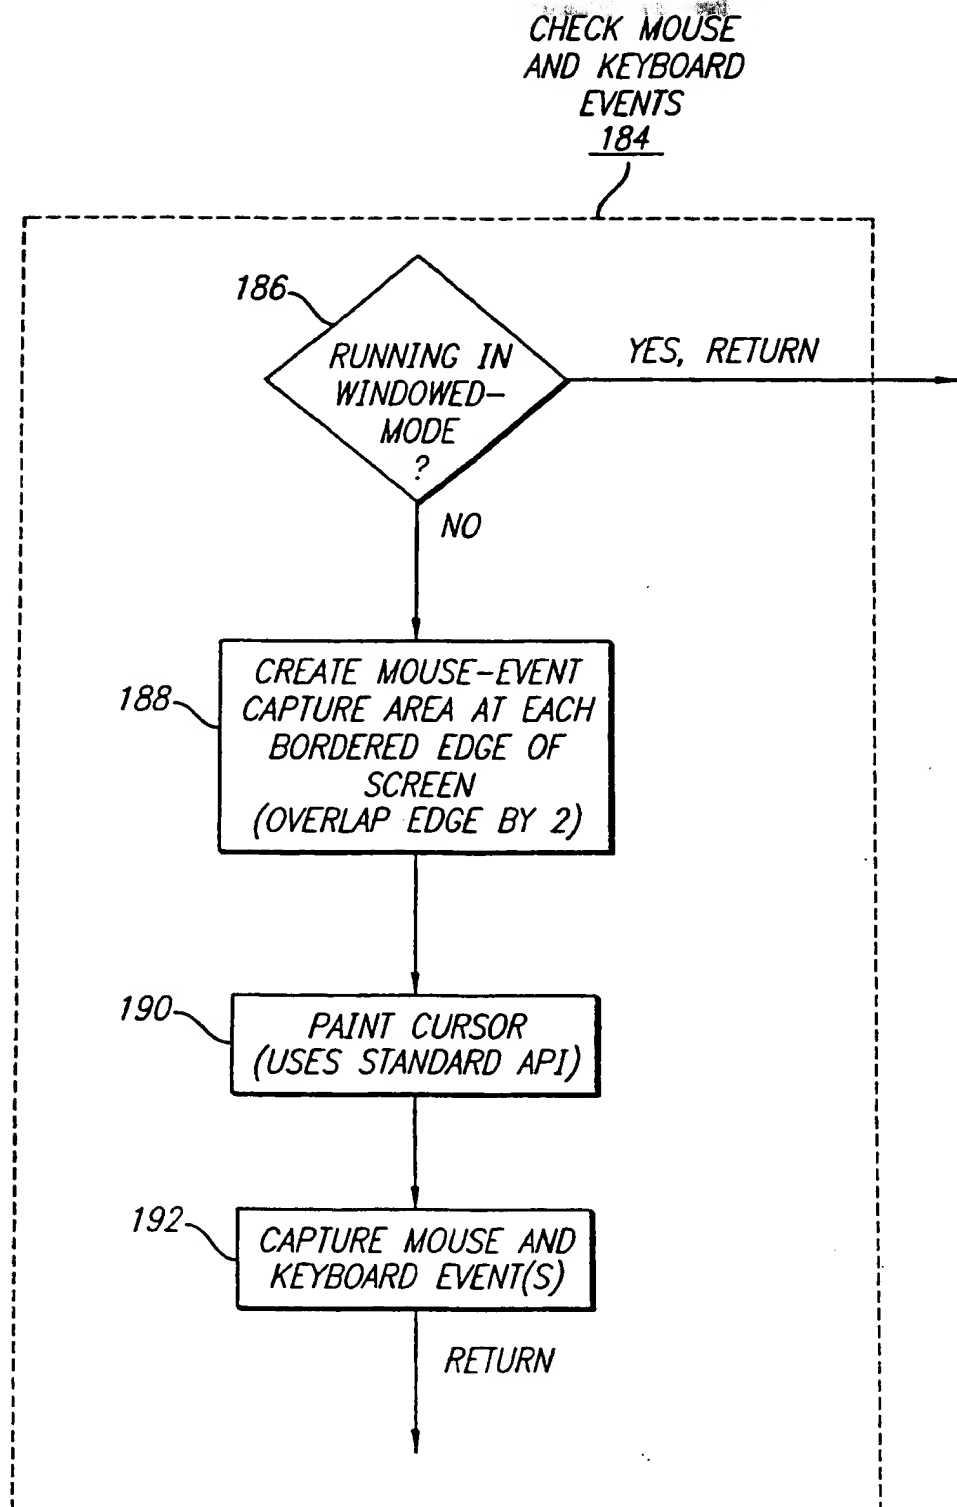 CHECK MOUSE
AND KEYBOARD
EVENTS
184
186
RUNNING IN
WINDOWED-
MODE
?
YES, RETURN
NO
188
CREATE MOUSE-EVENT
CAPTURE AREA AT EACH
BORDERED EDGE OF
SCREEN
(OVERLAP EDGE BY 2)
190
PAINT CURSOR
(USES STANDARD API)
192
CAPTURE MOUSE AND
KEYBOARD EVENT(S)
RETURN